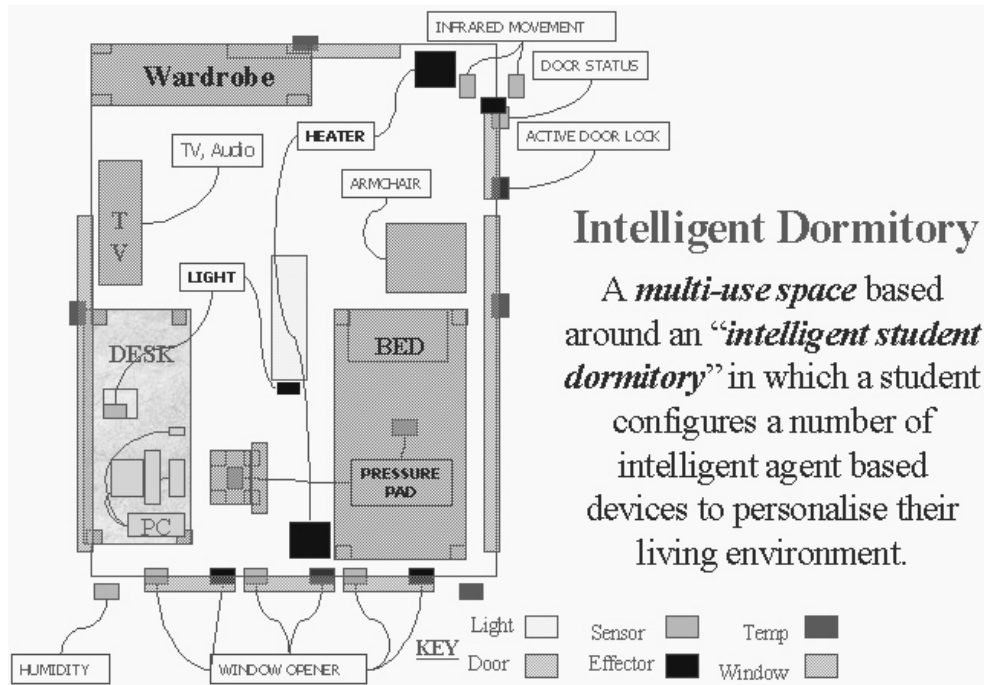 INFRARED MOVEMENT
Wardrobe
DOOR STATUS
HEATER
ACTIVE DOOR LOCK
TV, Audio
ARMCHAIR
T
V
LIGHT
DESK
BED
PRESSURE
PAD
PC
HUMIDITY
WINDOW OPENER
Intelligent Dormitory
A multi-use space based
around an “intelligent student
dormitory” in which a student
configures a number of
intelligent agent based
devices to personalise their
living environment.
KEY
Light
Sensor
Temp
Door
Effector
Window